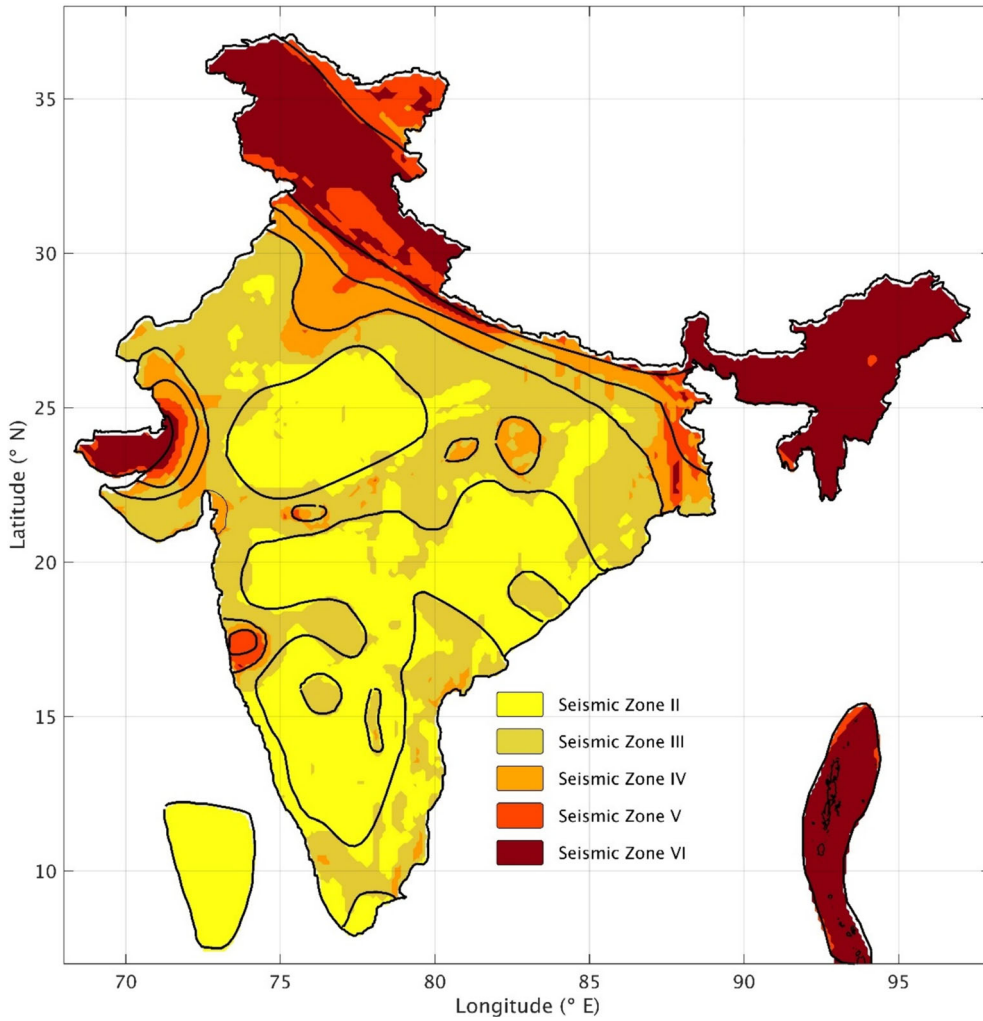 35
30
25
20
15
10
Latitude (° N)
Seismic Zone II
Seismic Zone III
Seismic Zone IV
Seismic Zone V
Seismic Zone VI
70 75 80 85 90 95
Longitude (° E)